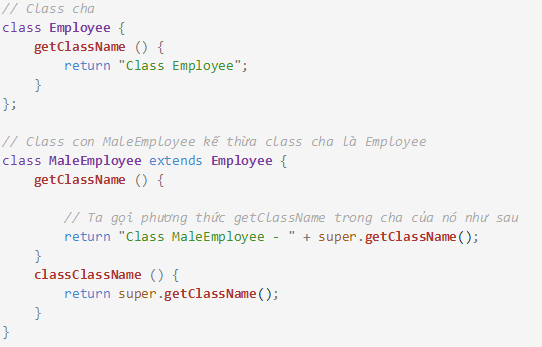 // Class cha
class Employee {
    getClassName () {
        return "Class Employee";
    }
};

// Class con MaleEmployee kế thừa class cha là Employee
class MaleEmployee extends Employee {
    getClassName () {

        // Ta gọi phương thức getClassName trong cha của nó như sau
        return "Class MaleEmployee - " + super.getClassName();
    }
    classClassName () {
        return super.getClassName();
    }
}